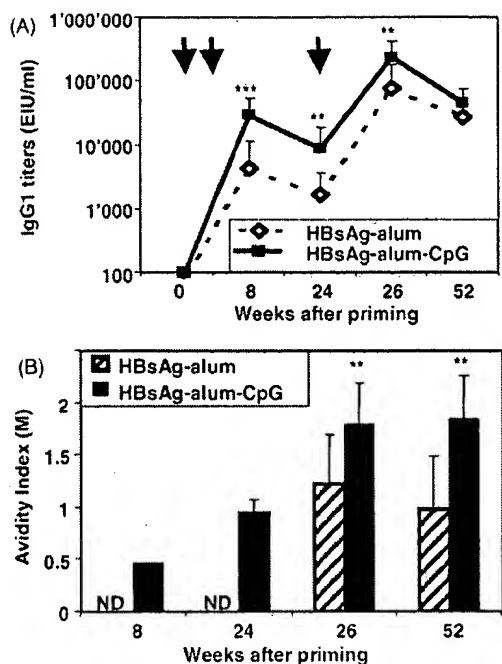 (A)
1'000'000
100'000
10'000
1'000
100
IgG1 titers (EIU/ml)
***
**
**
HBsAg-alum
HBsAg-alum-CpG
0 8 24 26 52
Weeks after priming
(B)
HBsAg-alum
HBsAg-alum-CpG
** **
2
1.5
1
0.5
0
Avidity Index (M)
ND ND
8 24 26 52
Weeks after priming